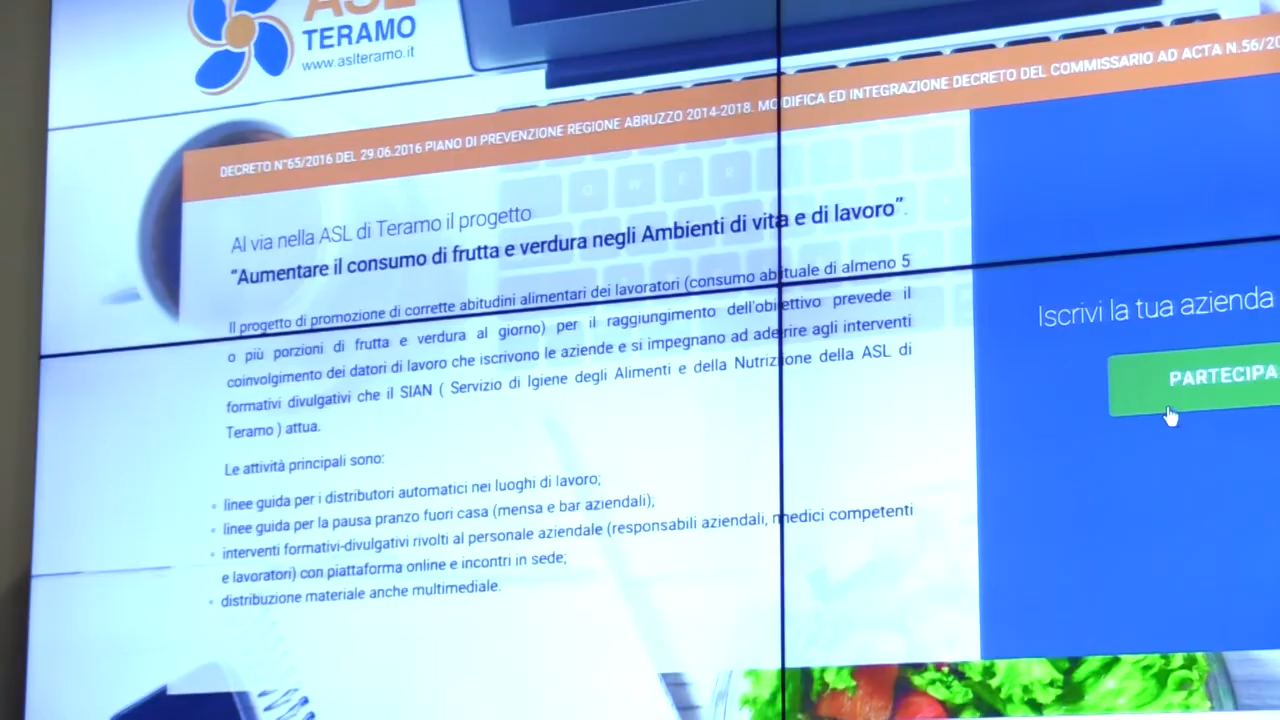 ASL
TERAMO
www.aslteramo.it
DECRETO N°65/2016 DEL 29.06.2016 PIANO DI PREVENZIONE REGIONE ABRUZZO 2014-2018. MODIFICA ED INTEGRAZIONE DECRETO DEL COMMISSARIO AD ACTA N.56/20
Al via nella ASL di Teramo il progetto
“Aumentare il consumo di frutta e verdura negli Ambienti di vita e di lavoro”.
Il progetto di promozione di corrette abitudini alimentari dei lavoratori (consumo abituale di almeno 5
o più porzioni di frutta e verdura al giorno) per il raggiungimento dell'obiettivo prevede il
coinvolgimento dei datori di lavoro che iscrivono le aziende e si impegnano ad aderire agli interventi
formativi divulgativi che il SIAN ( Servizio di Igiene degli Alimenti e della Nutrizione della ASL di
Teramo ) attua.
Le attività principali sono:
• linee guida per i distributori automatici nei luoghi di lavoro;
• linee guida per la pausa pranzo fuori casa (mensa e bar aziendali);
• interventi formativi-divulgativi rivolti al personale aziendale (responsabili aziendali, medici competenti
e lavoratori) con piattaforma online e incontri in sede;
• distribuzione materiale anche multimediale.
Iscrivi la tua azienda
PARTECIPA